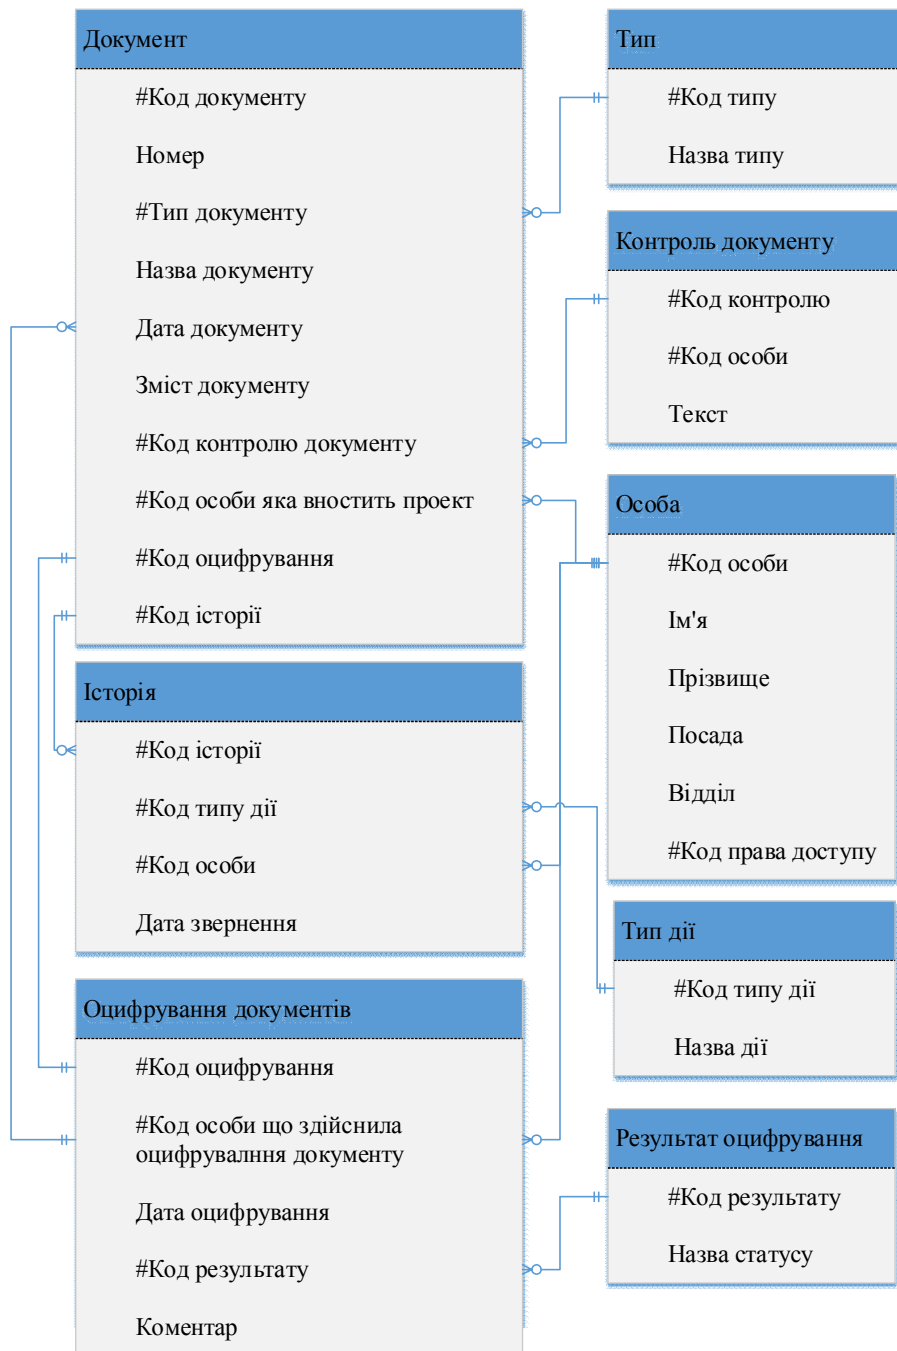 Документ
#Код документу
Номер
#Тип документу
Назва документу
Дата документу
Зміст документу
#Код контролю документу
#Код особи яка вностить проект
#Код оцифрування
#Код історії
Історія
#Код історії
#Код типу дії
#Код особи
Дата звернення
Оцифрування документів
#Код оцифрування
#Код особи що здійснила
оцифрувалння документу
Дата оцифрування
#Код результату
Коментар
Тип
#Код типу
Назва типу
Контроль документу
#Код контролю
#Код особи
Текст
Особа
#Код особи
Ім'я
Прізвище
Посада
Відділ
#Код права доступу
Тип дії
#Код типу дії
Назва дії
Результат оцифрування
#Код результату
Назва статусу